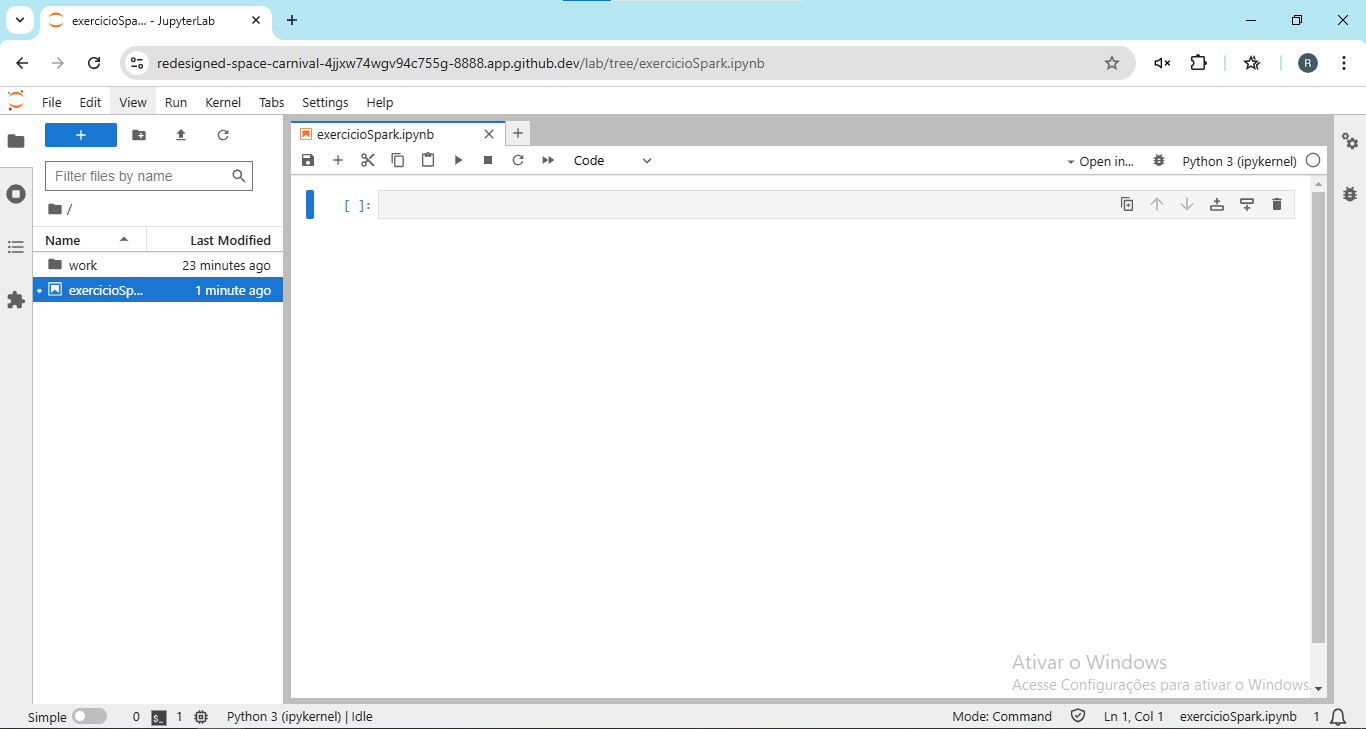 exercicioSpa... - JupyterLab
redesigned-space-carnival-4jjxw74wgv94c755g-8888.app.github.dev/lab/tree/exercicioSpark.ipynb
R
File Edit View Run Kernel Tabs Settings Help
exercicioSpark.ipynb
Code
Open in...
Python 3 (ipykernel)
Filter files by name
/
Name Last Modified
work 23 minutes ago
exercicioSp... 1 minute ago
[ ]:
Ativar o Windows
Acesse Configurações para ativar o Windows.
Simple 0 $_ 1 Python 3 (ipykernel) | Idle Mode: Command Ln 1, Col 1 exercicioSpark.ipynb 1